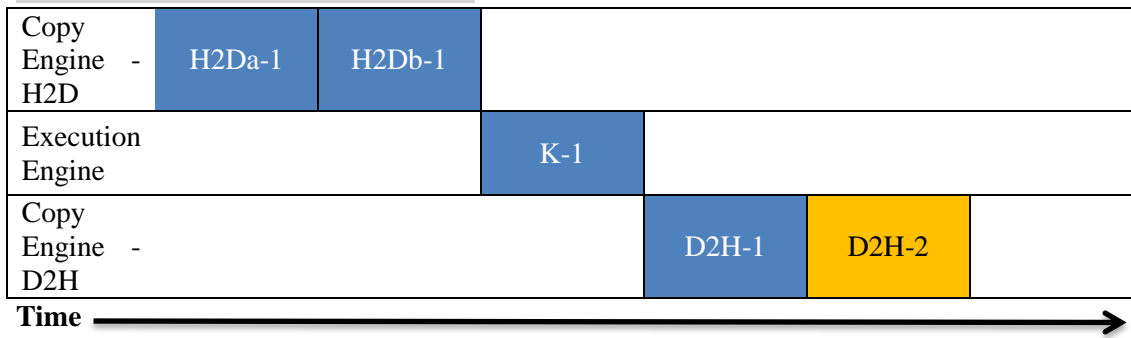 Copy
Engine -
H2D
H2Da-1
H2Db-1
Execution
Engine
K-1
Copy
Engine -
D2H
D2H-1
D2H-2
Time